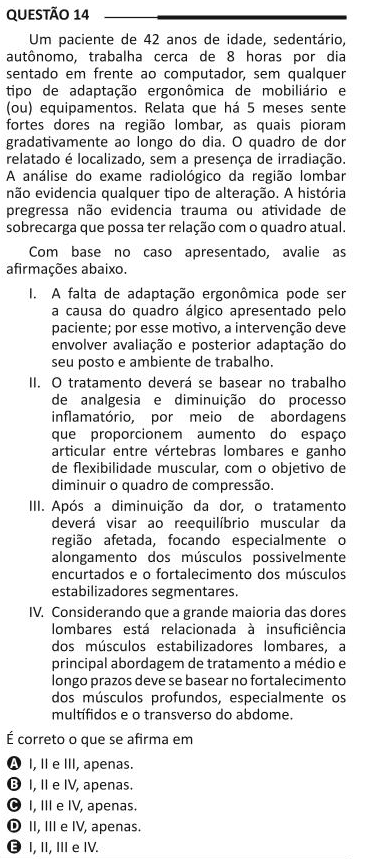 QUESTÃO 14
Um paciente de 42 anos de idade, sedentário,
autônomo, trabalha cerca de 8 horas por dia
sentado em frente ao computador, sem qualquer
tipo de adaptação ergonômica de mobiliário e
(ou) equipamentos. Relata que há 5 meses sente
fortes dores na região lombar, as quais pioram
gradativamente ao longo do dia. O quadro de dor
relatado é localizado, sem a presença de irradiação.
A análise do exame radiológico da região lombar
não evidencia qualquer tipo de alteração. A história
pregressa não evidencia trauma ou atividade de
sobrecarga que possa ter relação com o quadro atual.
Com base no caso apresentado, avalie as
afirmações abaixo.
I. A falta de adaptação ergonômica pode ser
a causa do quadro álgico apresentado pelo
paciente; por esse motivo, a intervenção deve
envolver avaliação e posterior adaptação do
seu posto e ambiente de trabalho.
II. O tratamento deverá se basear no trabalho
de analgesia e diminuição do processo
inflamatório, por meio de abordagens
que proporcionem aumento do espaço
articular entre vértebras lombares e ganho
de flexibilidade muscular, com o objetivo de
diminuir o quadro de compressão.
III. Após a diminuição da dor, o tratamento
deverá visar ao reequilíbrio muscular da
região afetada, focando especialmente o
alongamento dos músculos possivelmente
encurtados e o fortalecimento dos músculos
estabilizadores segmentares.
IV. Considerando que a grande maioria das dores
lombares está relacionada à insuficiência
dos músculos estabilizadores lombares, a
principal abordagem de tratamento a médio e
longo prazos deve se basear no fortalecimento
dos músculos profundos, especialmente os
multífidos e o transverso do abdome.
É correto o que se afirma em
A I, II e III, apenas.
B I, II e IV, apenas.
C I, III e IV, apenas.
D II, III e IV, apenas.
E I, II, III e IV.